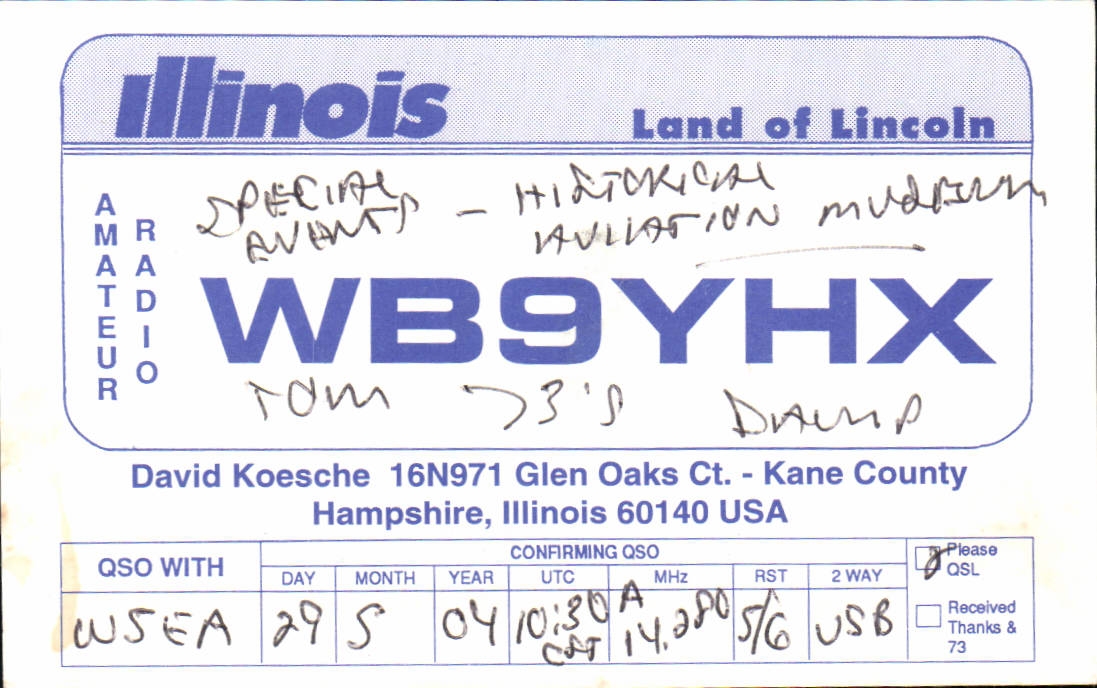 Illinois
Land of Lincoln
AMATEUR
RADIO
SPECIAL EVENTS - HISTORICAL AVIATION MUSEUM
WB9YHX
TOM 73's DAVID
David Koesche 16N971 Glen Oaks Ct. - Kane County
Hampshire, Illinois 60140 USA
QSO WITH
CONFIRMING QSO
DAY MONTH YEAR UTC MHz RST 2 WAY
W5EA 29 5 04 10:30 A CST 14.280 5/6 USB
Please QSL
Received Thanks & 73